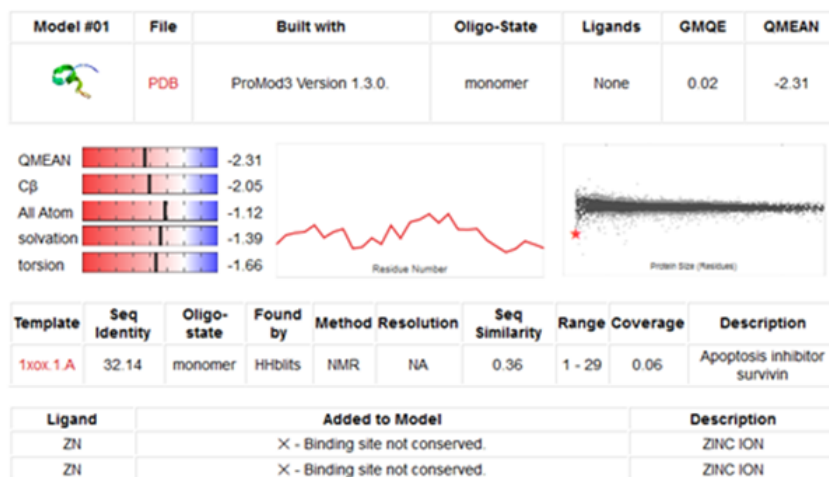 Model #01 File Built with Oligo-State Ligands GMQE QMEAN
PDB ProMod3 Version 1.3.0. monomer None 0.02 -2.31
QMEAN -2.31
Cβ -2.05
All Atom -1.12
solvation -1.39
torsion -1.66
Residue Number
Protein Size (Residues)
Template Seq Identity Oligo-state Found by Method Resolution Seq Similarity Range Coverage Description
1xox.1.A 32.14 monomer HHblits NMR NA 0.36 1 - 29 0.06 Apoptosis inhibitor survivin
Ligand Added to Model Description
ZN ✕ - Binding site not conserved. ZINC ION
ZN ✕ - Binding site not conserved. ZINC ION